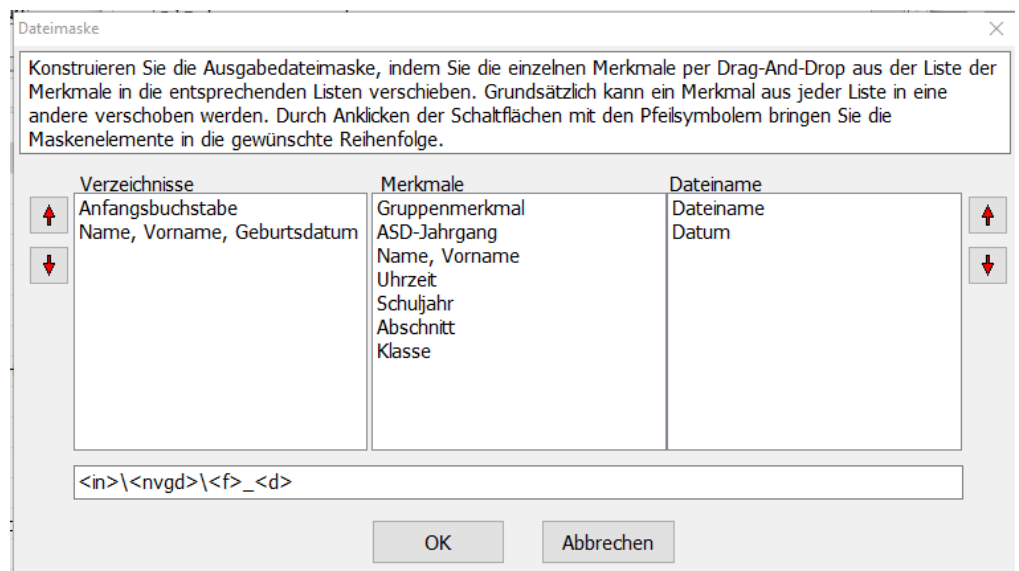 Dateimaske
Konstruieren Sie die Ausgabedateimaske, indem Sie die einzelnen Merkmale per Drag-And-Drop aus der Liste der
Merkmale in die entsprechenden Listen verschieben. Grundsätzlich kann ein Merkmal aus jeder Liste in eine
andere verschoben werden. Durch Anklicken der Schaltflächen mit den Pfeilsymbolem bringen Sie die
Maskenelemente in die gewünschte Reihenfolge.
Verzeichnisse
Anfangsbuchstabe
Name, Vorname, Geburtsdatum
Merkmale
Gruppenmerkmal
ASD-Jahrgang
Name, Vorname
Uhrzeit
Schuljahr
Abschnitt
Klasse
Dateiname
Dateiname
Datum
<in>\<nvgd>\<f>_<d>
OK
Abbrechen